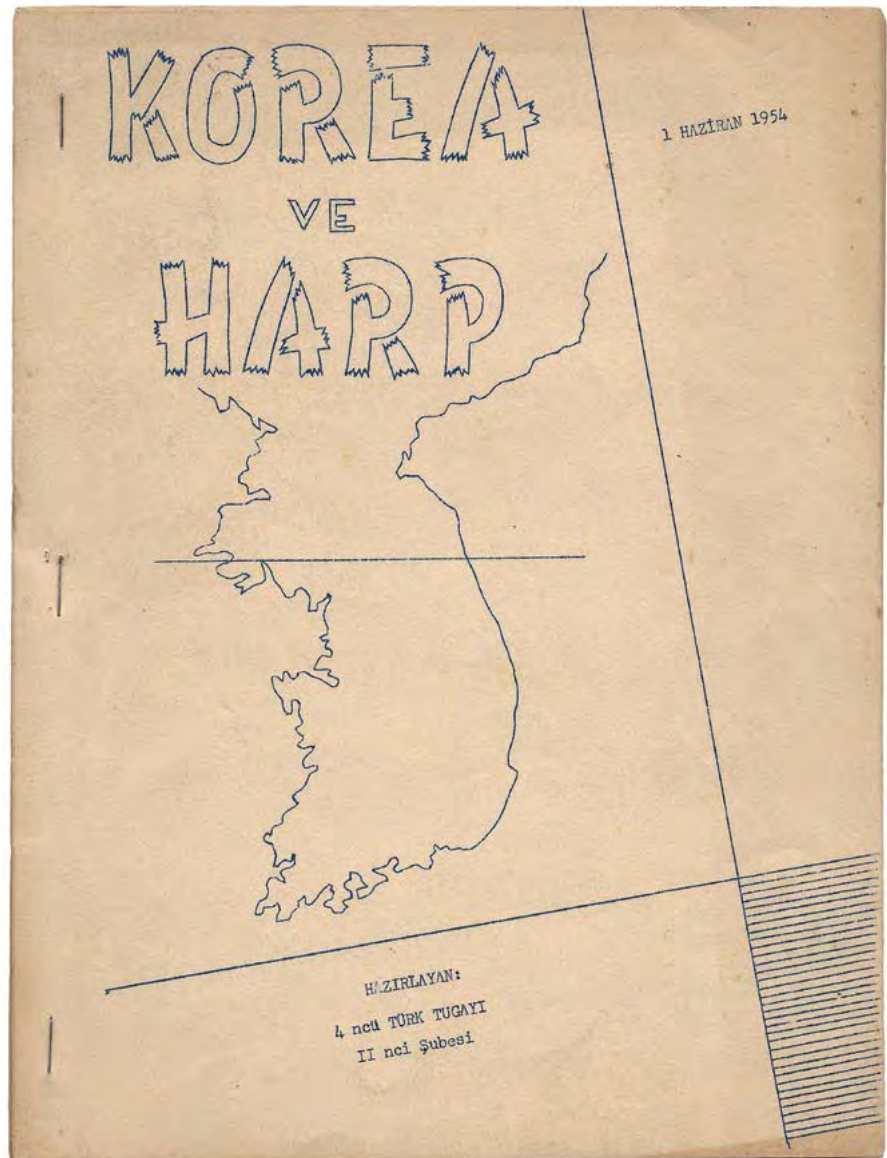 KOREA
1 HAZİRAN 1954
VE
HARP
HAZIRLAYAN:
4 ncü TÜRK TUGAYI
II nci Şubesi